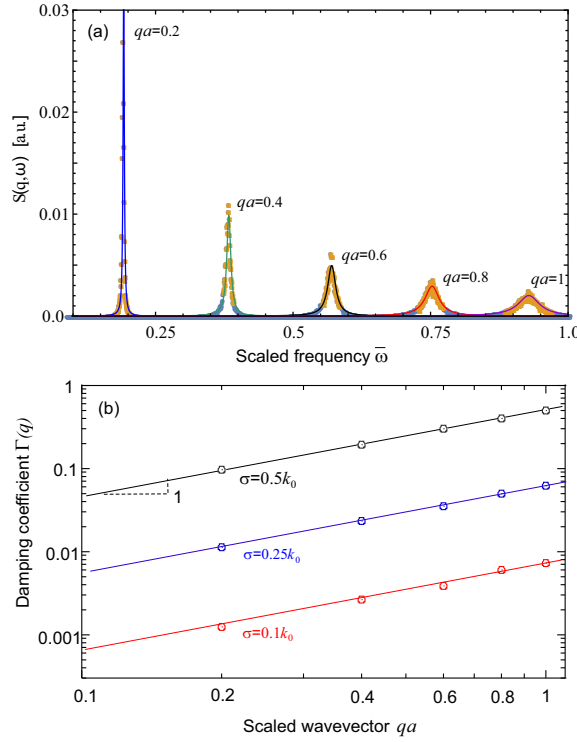 (a)
qa=0.2
qa=0.4
qa=0.6
qa=0.8
qa=1
S(q,ω) [a.u.]
0.03
0.02
0.01
0.0
0.25
0.5
0.75
1.0
Scaled frequency ω̅
(b)
Damping coefficient Γ(q)
1
0.1
0.01
0.001
σ=0.5k₀
1
σ=0.25k₀
σ=0.1k₀
0.1
0.2
0.4
0.6
0.8
1
Scaled wavevector qa